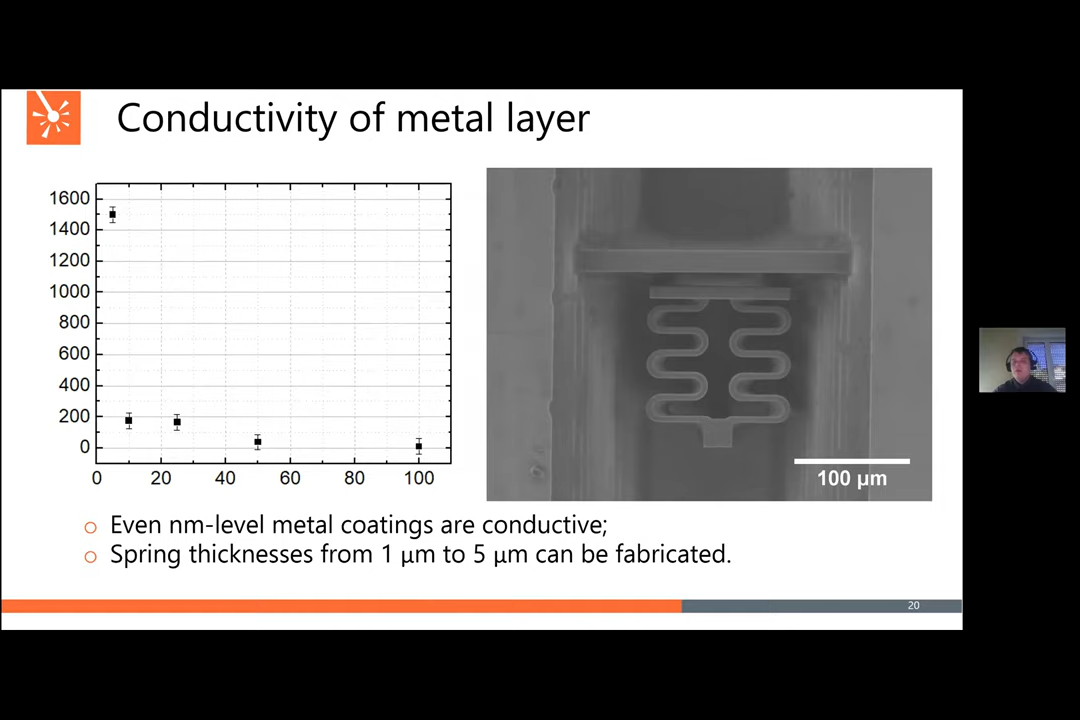 Conductivity of metal layer
1600
1400
1200
1000
800
600
400
200
0
0 20 40 60 80 100
100 µm
Even nm-level metal coatings are conductive;
Spring thicknesses from 1 µm to 5 µm can be fabricated.
20